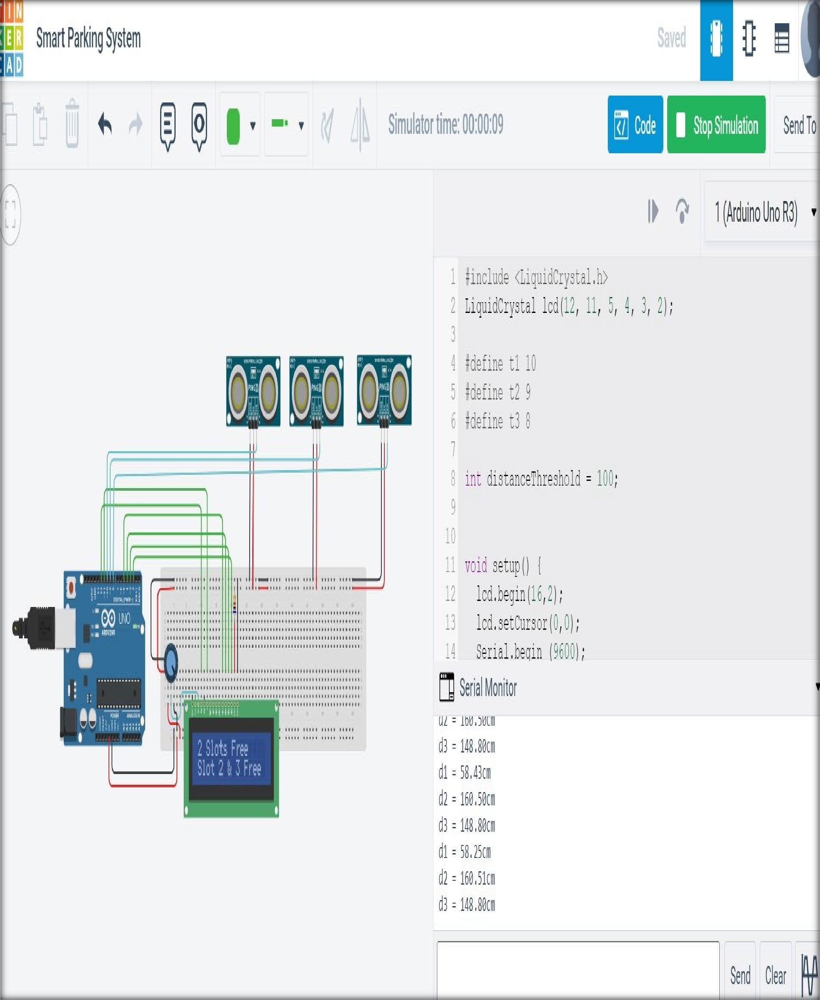 TIN
KER
CAD
Smart Parking System
Saved
Simulator time: 00:00:09
Code
Stop Simulation
Send To
1 (Arduino Uno R3)
1 #include <LiquidCrystal.h>
2 LiquidCrystal lcd(12, 11, 5, 4, 3, 2);
3
4 #define t1 10
5 #define t2 9
6 #define t3 8
7
8 int distanceThreshold = 100;
9
10
11 void setup() {
12 lcd.begin(16,2);
13 lcd.setCursor(0,0);
14 Serial.begin (9600);
PING)))
PING)))
PING)))
DIGITAL (PWM~)
UNO
ARDUINO
POWER
ANALOG IN
2 Slots Free
Slot 2 & 3 Free
Serial Monitor
d2 = 160.50cm
d3 = 148.80cm
d1 = 58.43cm
d2 = 160.50cm
d3 = 148.80cm
d1 = 58.25cm
d2 = 160.51cm
d3 = 148.80cm
Send
Clear